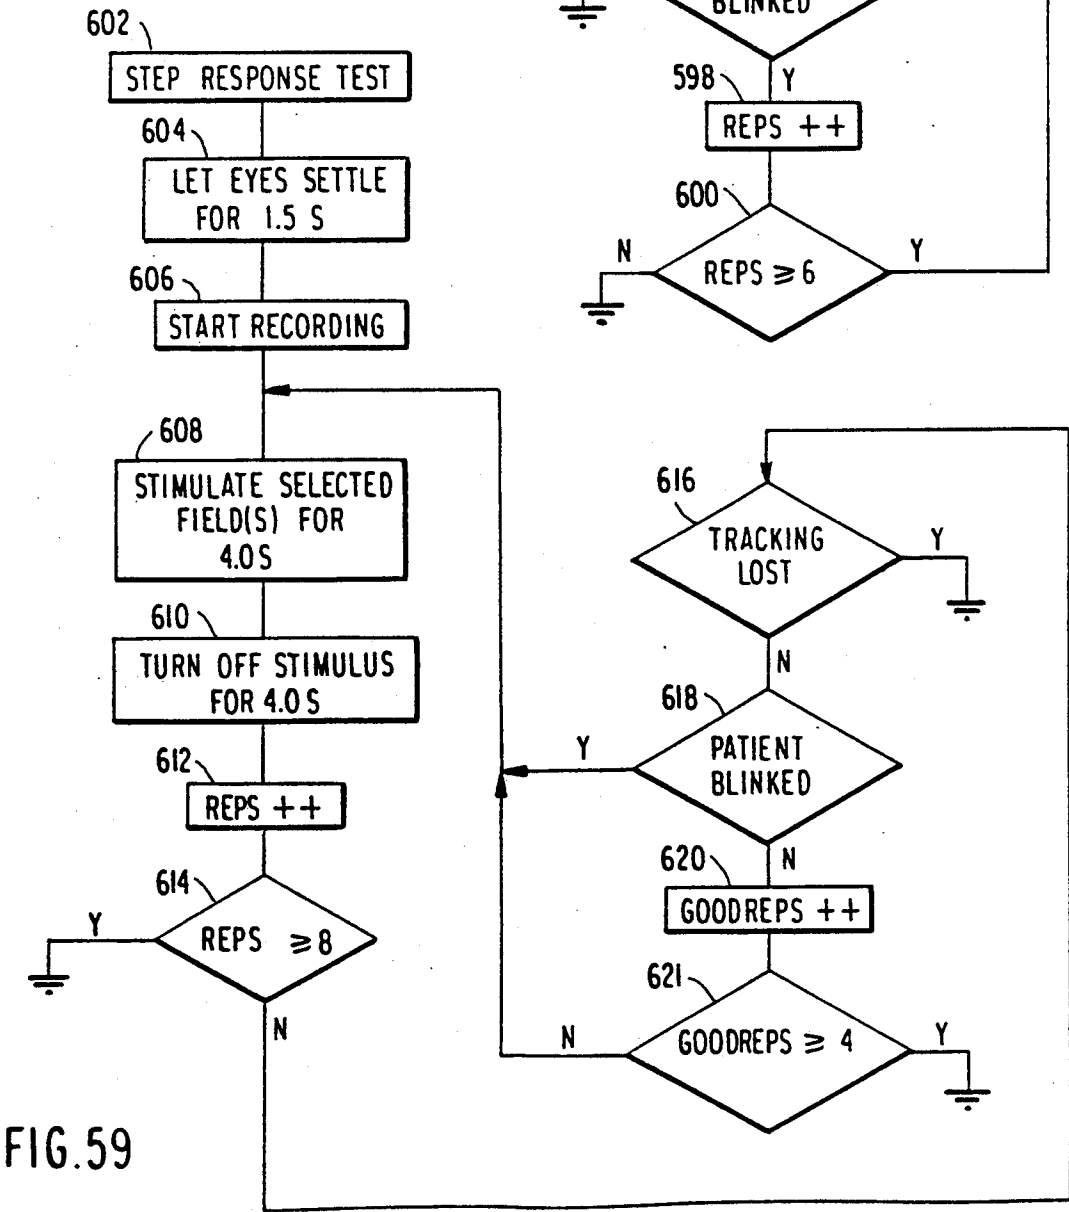 602
STEP RESPONSE TEST
604
LET EYES SETTLE
FOR 1.5 S
606
START RECORDING
608
STIMULATE SELECTED
FIELD(S) FOR
4.0 S
610
TURN OFF STIMULUS
FOR 4.0 S
612
REPS ++
614
Y
REPS ≥ 8
N
BLINKED
Y
598
REPS ++
600
N
REPS ≥ 6
Y
616
TRACKING
LOST
Y
N
618
Y
PATIENT
BLINKED
N
620
GOODREPS ++
621
N
GOODREPS ≥ 4
Y
FIG. 59